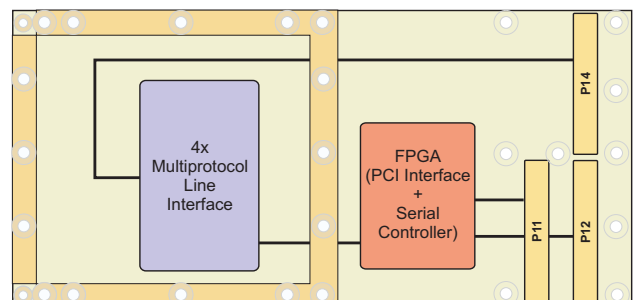 4x
Multiprotocol
Line
Interface
FPGA
(PCI Interface
+
Serial
Controller)
P14
P11
P12